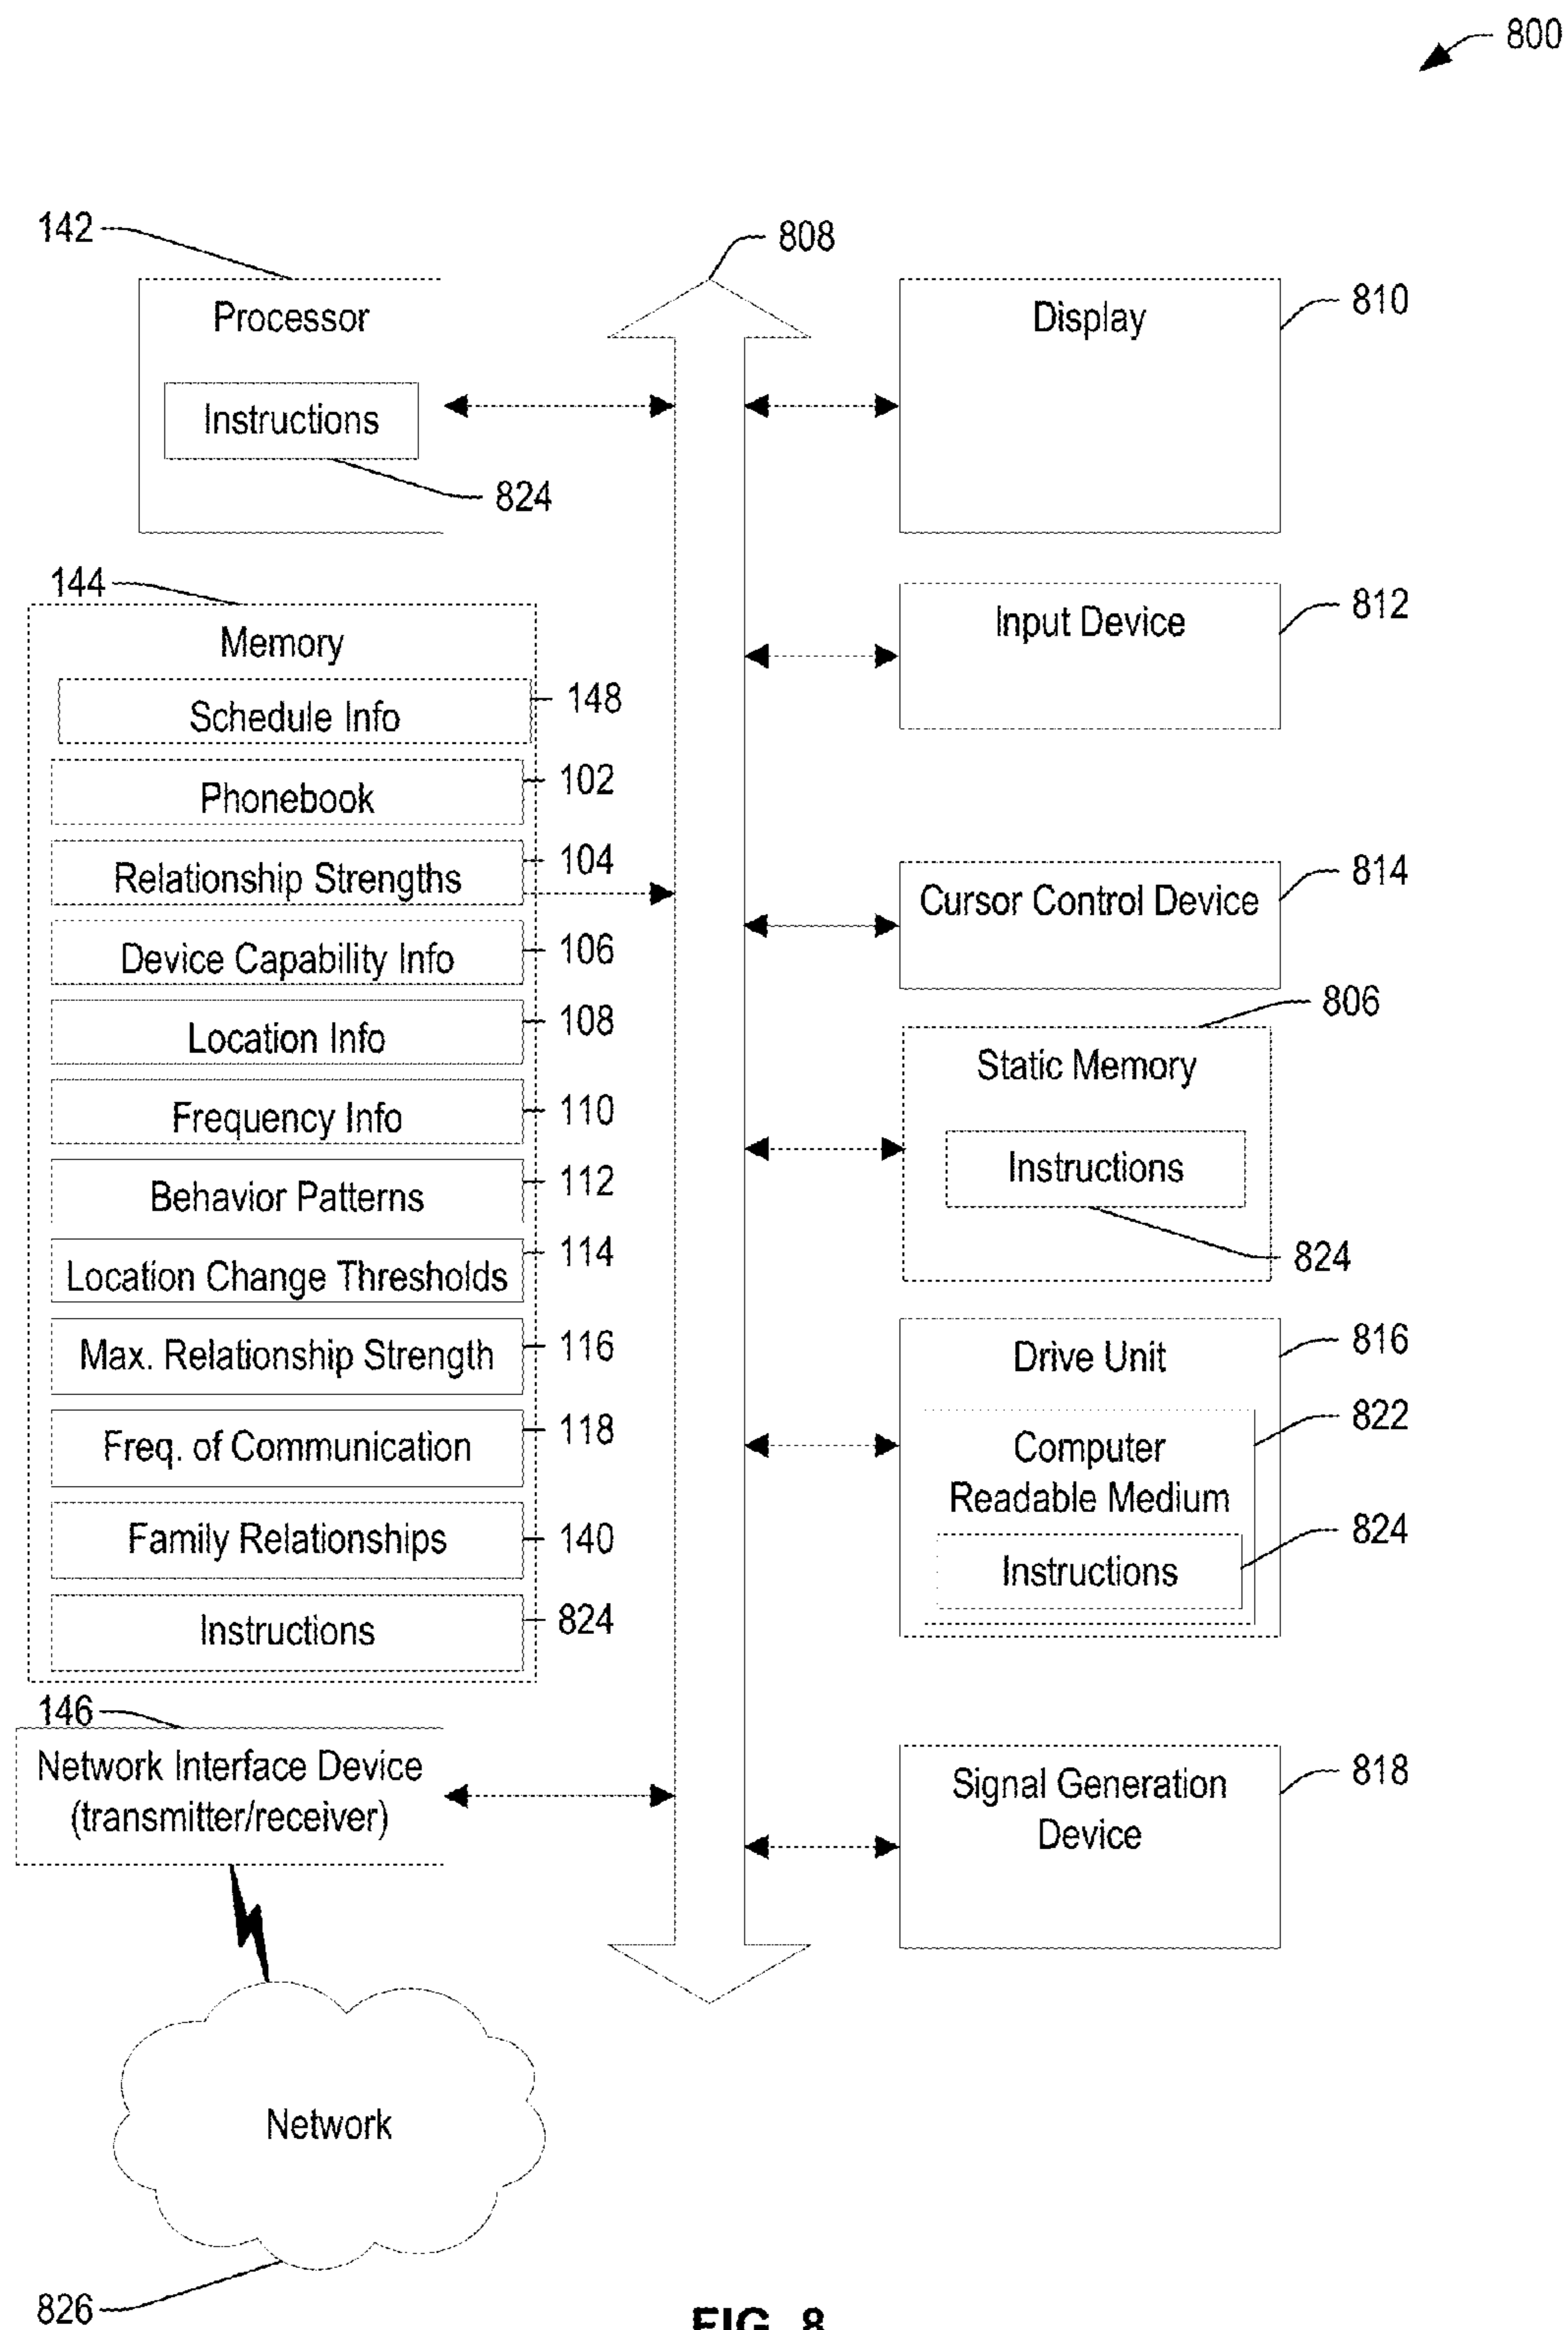 800
142
808
Processor
Display
810
Instructions
824
144
Memory
Input Device
812
Schedule Info
148
Phonebook
102
Relationship Strengths
104
Cursor Control Device
814
Device Capability Info
106
Location Info
108
806
Static Memory
Frequency Info
110
Instructions
Behavior Patterns
112
824
Location Change Thresholds
114
Max. Relationship Strength
116
Drive Unit
816
Freq. of Communication
118
822
Computer
Readable Medium
Family Relationships
140
824
Instructions
Instructions
824
146
Network Interface Device
(transmitter/receiver)
Signal Generation
Device
818
Network
826
FIG. 8